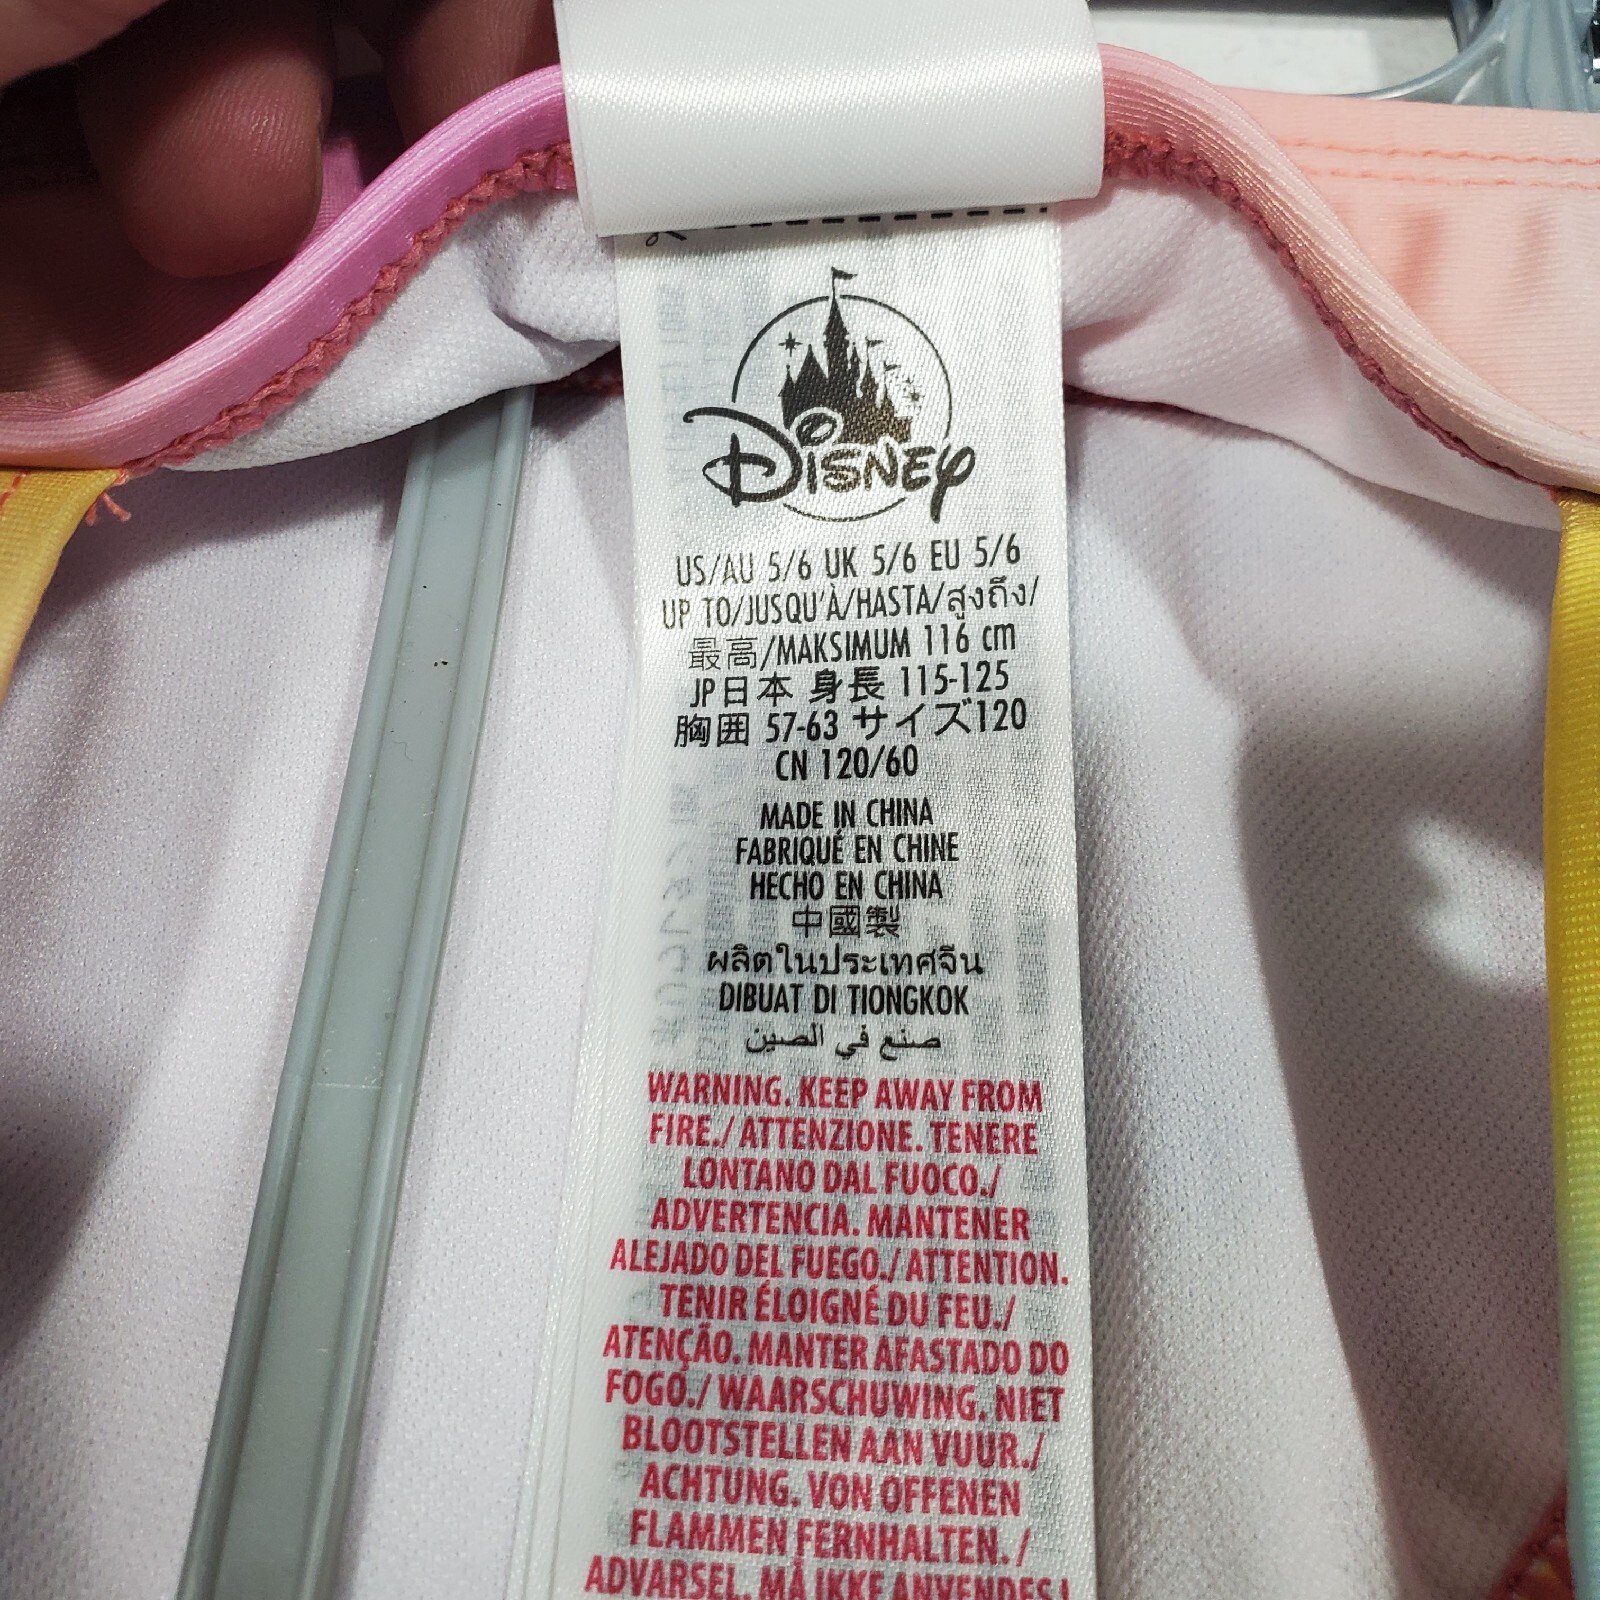 Disney
US/AU 5/6 UK 5/6 EU 5/6
UP TO/JUSQU'À/HASTA/สูงถึง/
最高/MAKSIMUM 116 cm
JP日本 身長 115-125
胸囲 57-63 サイズ120
CN 120/60
MADE IN CHINA
FABRIQUÉ EN CHINE
HECHO EN CHINA
中國製
ผลิตในประเทศจีน
DIBUAT DI TIONGKOK
صنع في الصين
WARNING. KEEP AWAY FROM
FIRE./ ATTENZIONE. TENERE
LONTANO DAL FUOCO./
ADVERTENCIA. MANTENER
ALEJADO DEL FUEGO./ ATTENTION.
TENIR ÉLOIGNÉ DU FEU./
ATENÇÃO. MANTER AFASTADO DO
FOGO./ WAARSCHUWING. NIET
BLOOTSTELLEN AAN VUUR./
ACHTUNG. VON OFFENEN
FLAMMEN FERNHALTEN./
ADVARSEL. MÅ IKKE ANVENDES I